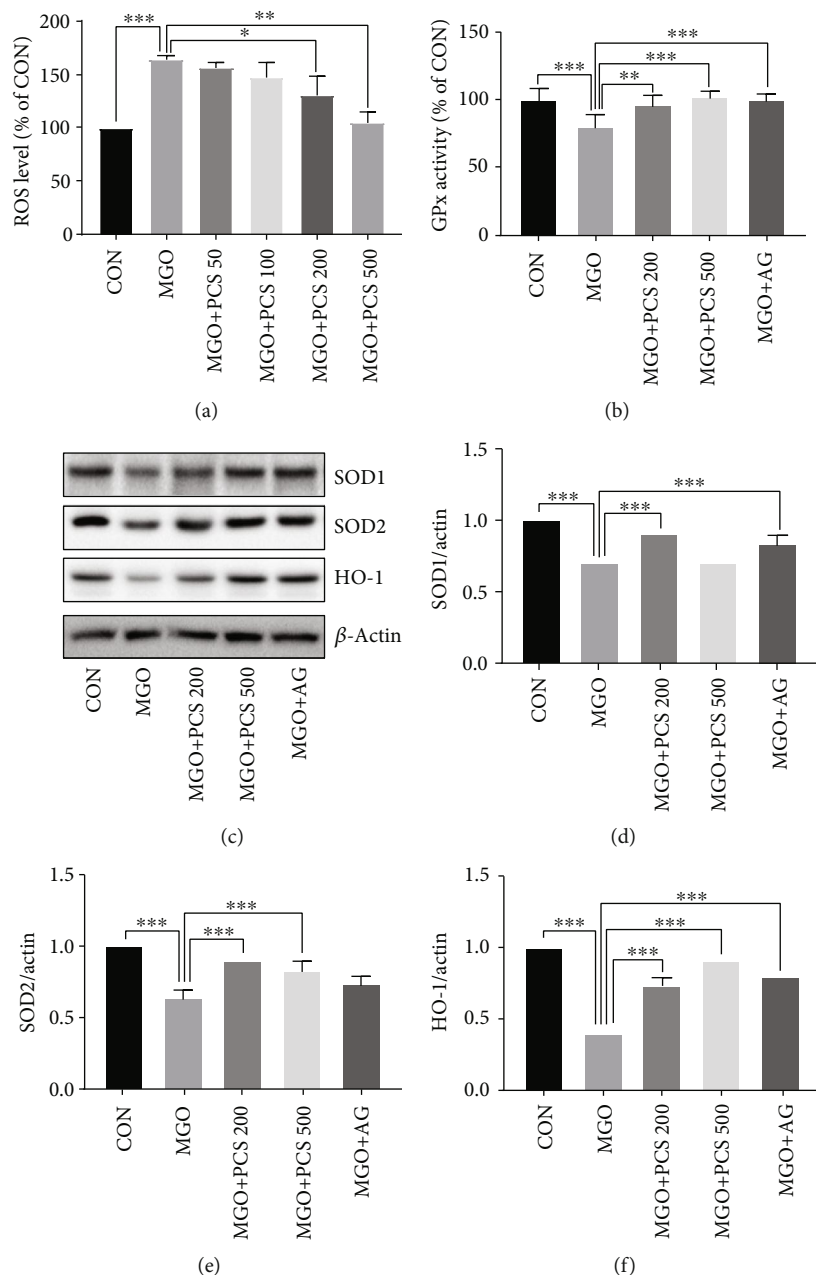 ROS level (% of CON)
200
150
100
50
0
***
**
*
CON
MGO
MGO+PCS 50
MGO+PCS 100
MGO+PCS 200
MGO+PCS 500
(a)
GPx activity (% of CON)
150
100
50
0
***
***
***
**
CON
MGO
MGO+PCS 200
MGO+PCS 500
MGO+AG
(b)
SOD1
SOD2
HO-1
β-Actin
CON
MGO
MGO+PCS 200
MGO+PCS 500
MGO+AG
(c)
SOD1/actin
1.5
1.0
0.5
0.0
***
***
***
CON
MGO
MGO+PCS 200
MGO+PCS 500
MGO+AG
(d)
SOD2/actin
1.5
1.0
0.5
0.0
***
***
***
CON
MGO
MGO+PCS 200
MGO+PCS 500
MGO+AG
(e)
HO-1/actin
1.5
1.0
0.5
0.0
***
***
***
***
CON
MGO
MGO+PCS 200
MGO+PCS 500
MGO+AG
(f)